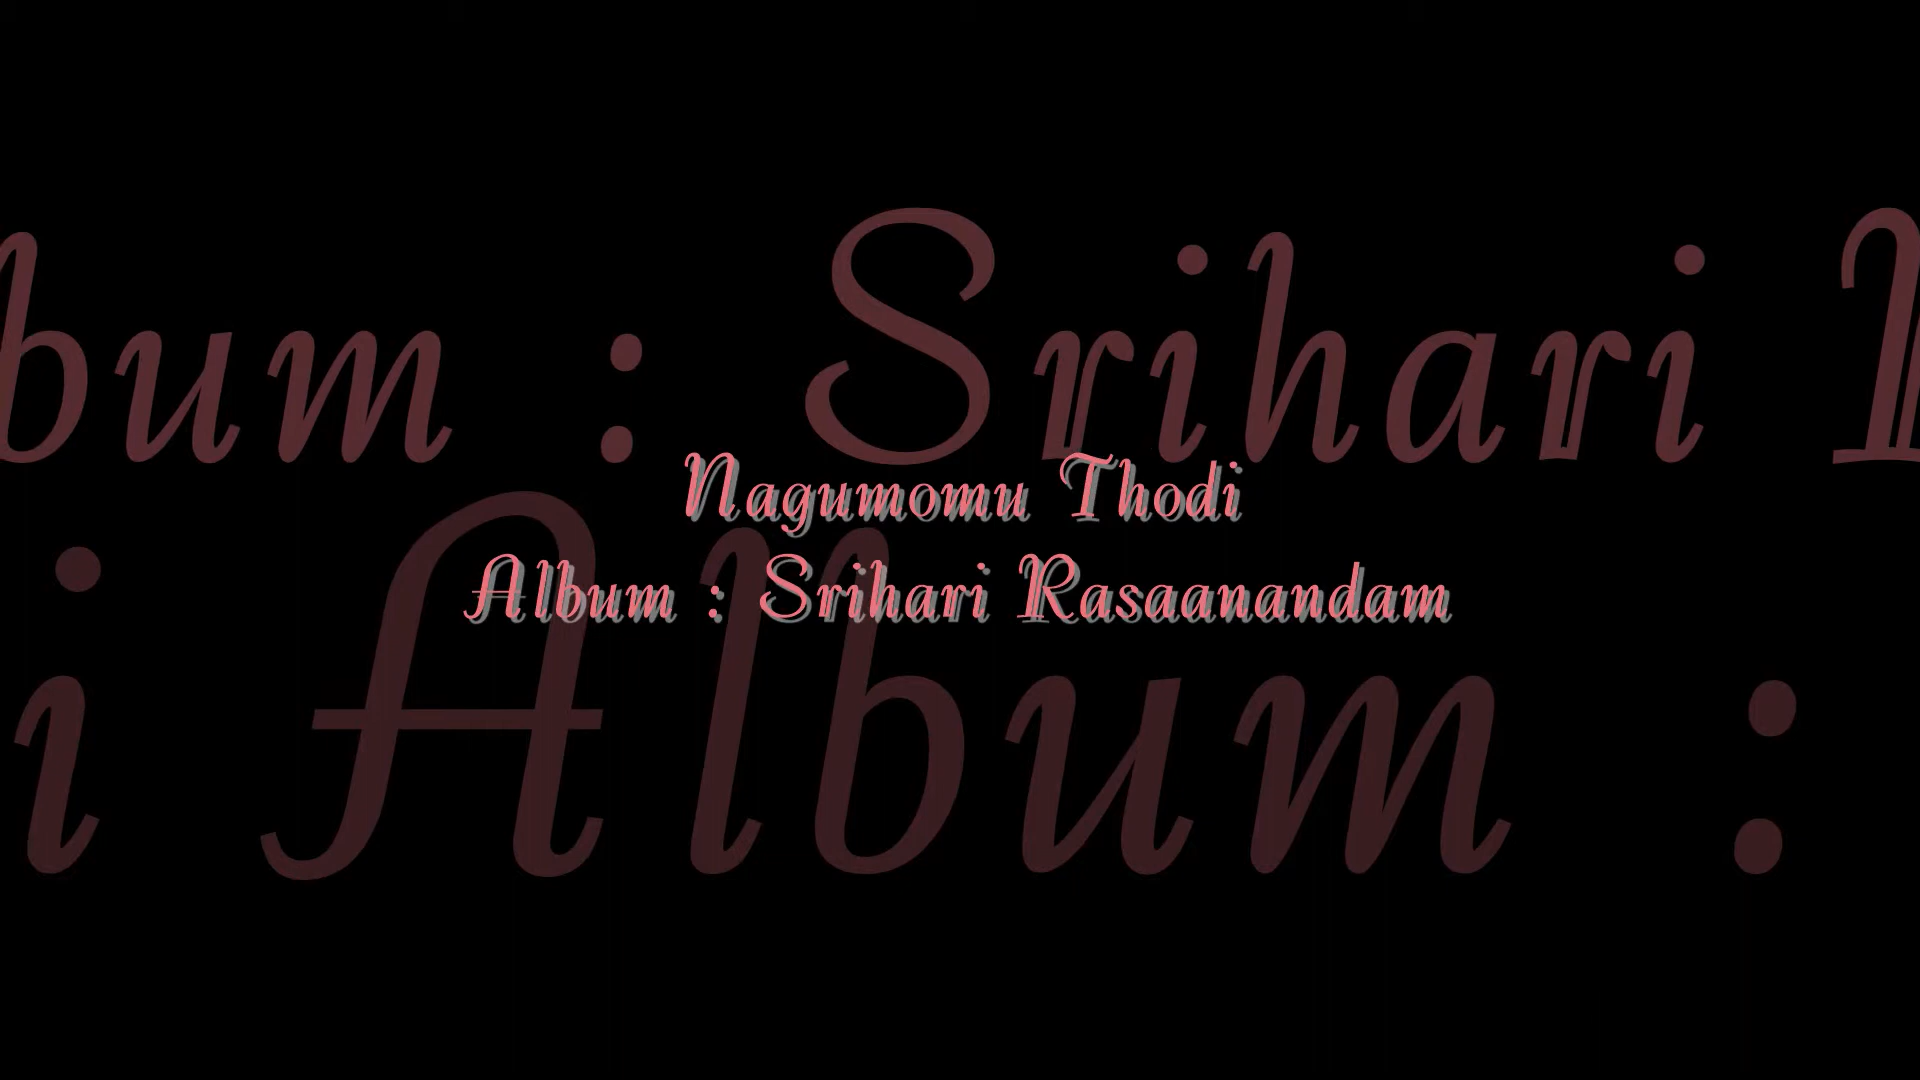 bum : Srihari
Nagumomu Thodi
Album : Srihari Rasaanandam
i Album :